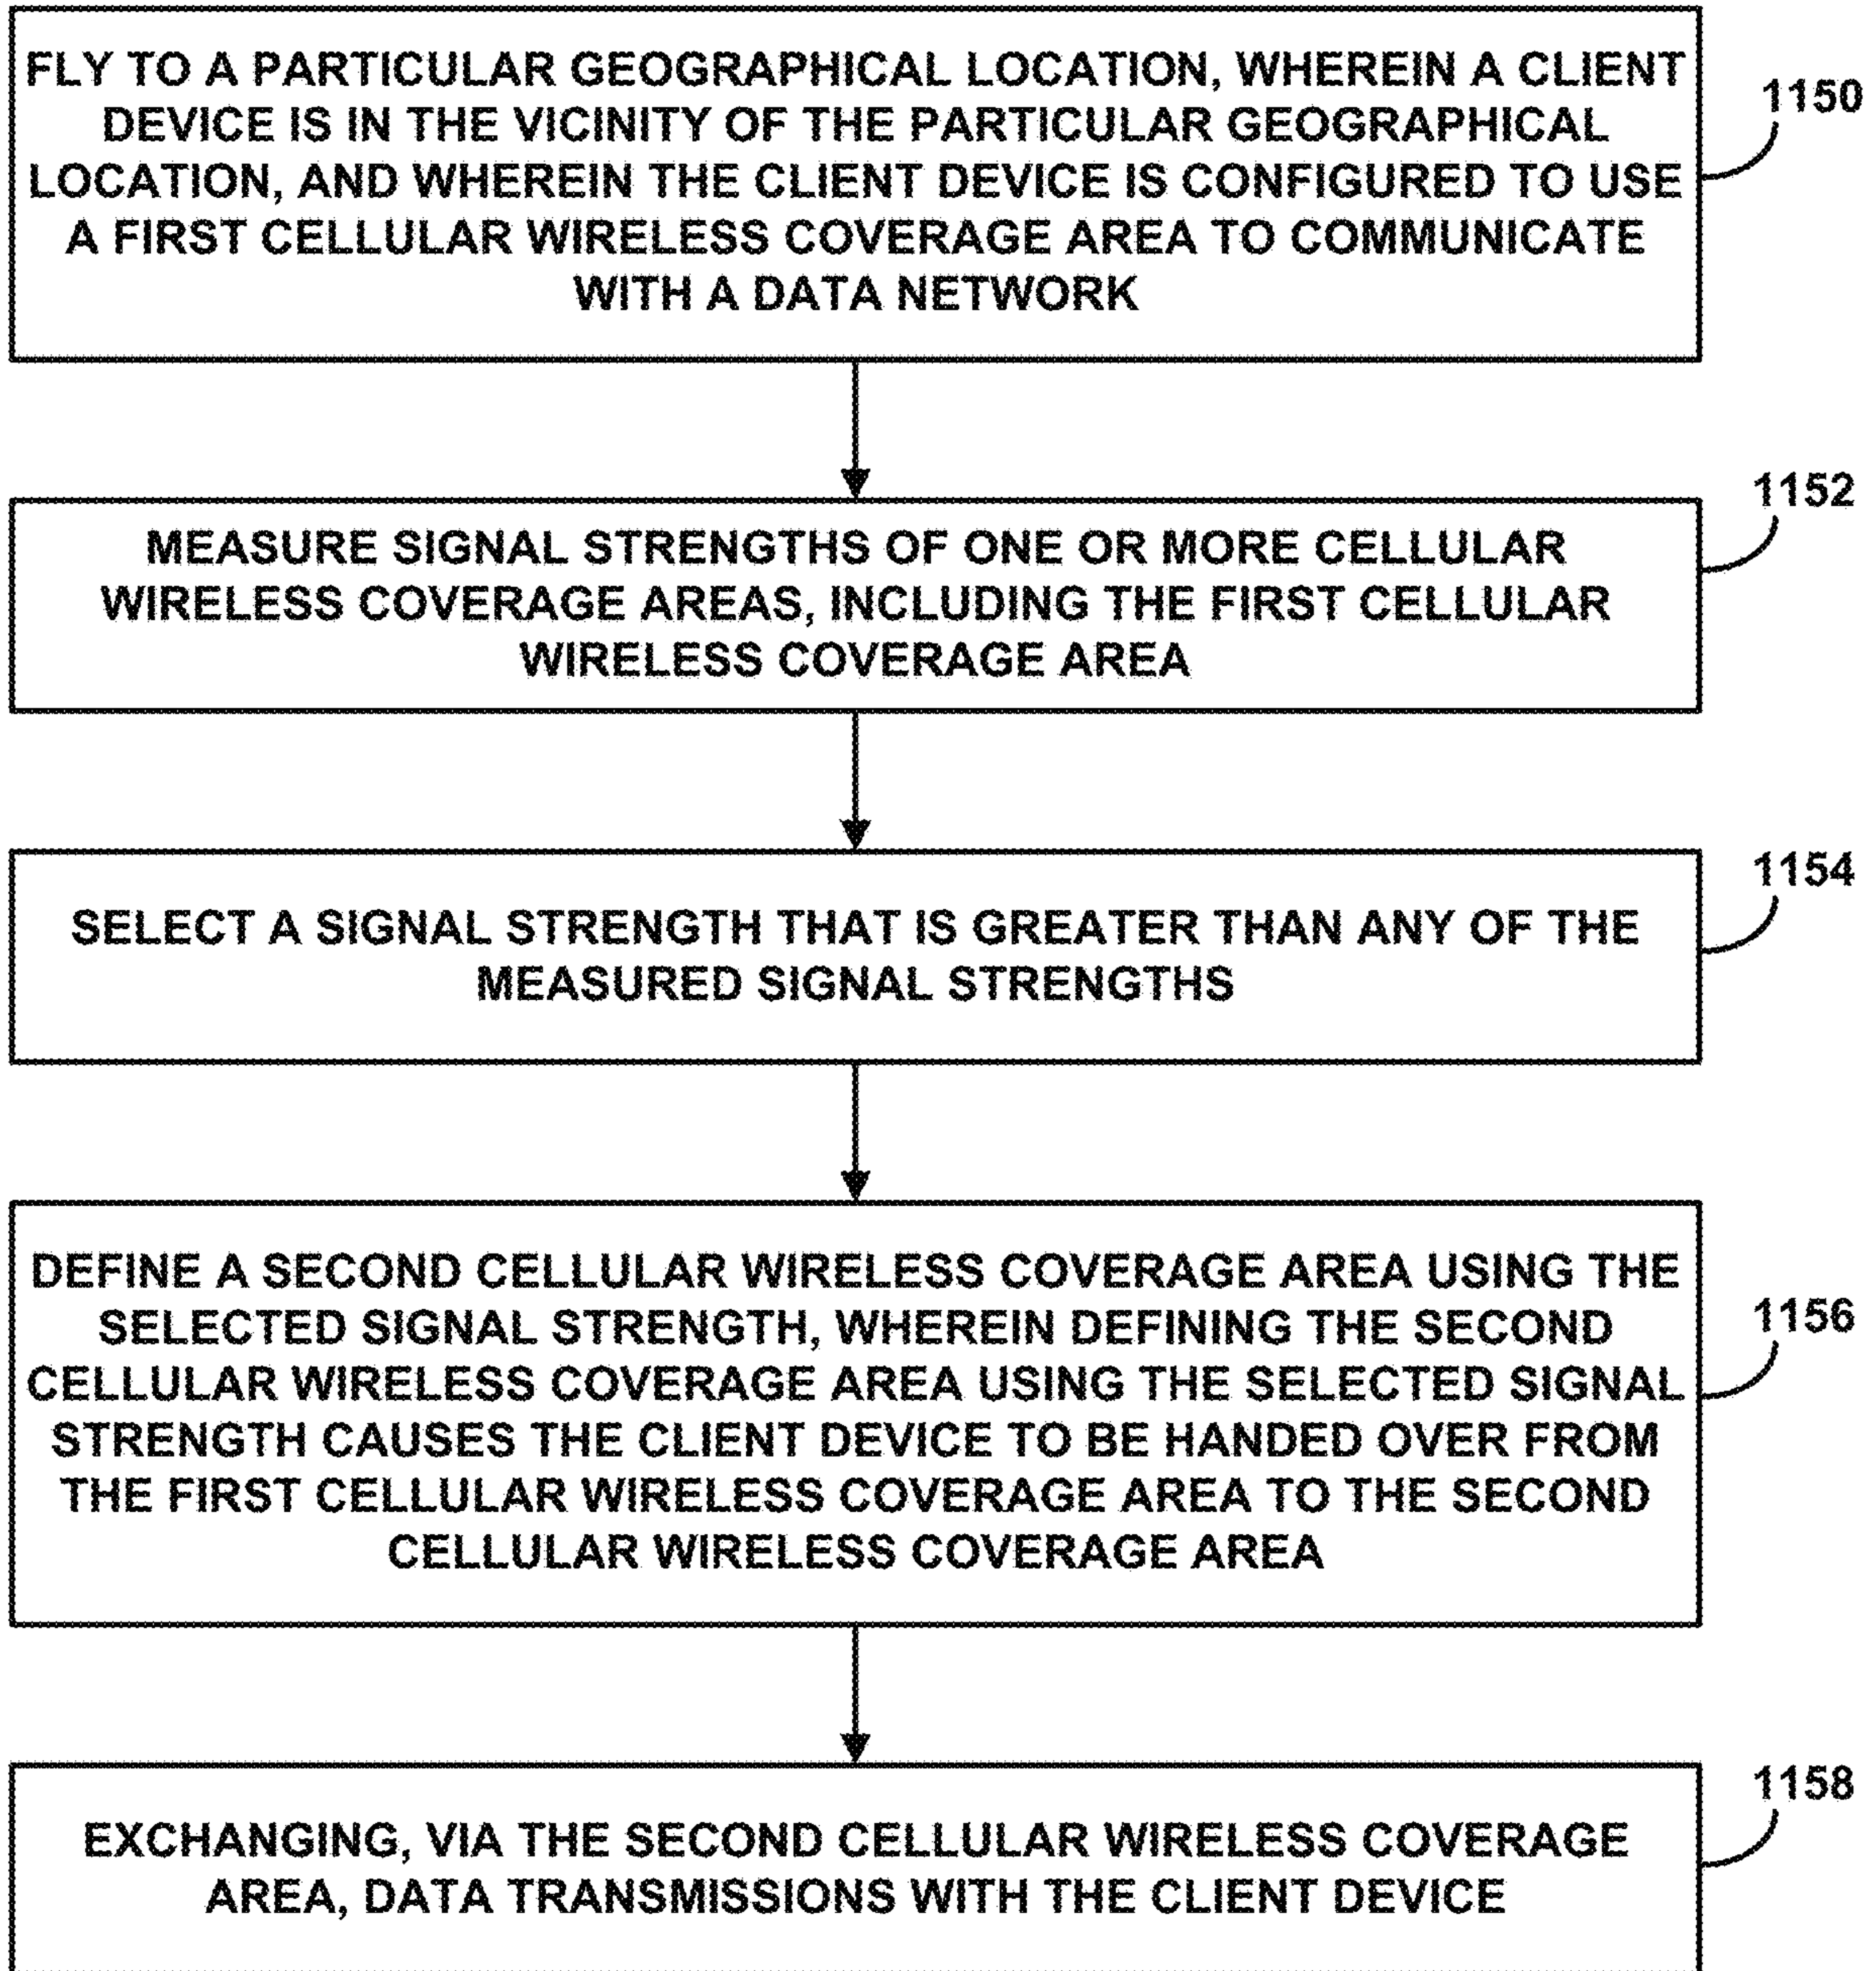 FLY TO A PARTICULAR GEOGRAPHICAL LOCATION, WHEREIN A CLIENT
DEVICE IS IN THE VICINITY OF THE PARTICULAR GEOGRAPHICAL
LOCATION, AND WHEREIN THE CLIENT DEVICE IS CONFIGURED TO USE
A FIRST CELLULAR WIRELESS COVERAGE AREA TO COMMUNICATE
WITH A DATA NETWORK
1150
MEASURE SIGNAL STRENGTHS OF ONE OR MORE CELLULAR
WIRELESS COVERAGE AREAS, INCLUDING THE FIRST CELLULAR
WIRELESS COVERAGE AREA
1152
SELECT A SIGNAL STRENGTH THAT IS GREATER THAN ANY OF THE
MEASURED SIGNAL STRENGTHS
1154
DEFINE A SECOND CELLULAR WIRELESS COVERAGE AREA USING THE
SELECTED SIGNAL STRENGTH, WHEREIN DEFINING THE SECOND
CELLULAR WIRELESS COVERAGE AREA USING THE SELECTED SIGNAL
STRENGTH CAUSES THE CLIENT DEVICE TO BE HANDED OVER FROM
THE FIRST CELLULAR WIRELESS COVERAGE AREA TO THE SECOND
CELLULAR WIRELESS COVERAGE AREA
1156
EXCHANGING, VIA THE SECOND CELLULAR WIRELESS COVERAGE
AREA, DATA TRANSMISSIONS WITH THE CLIENT DEVICE
1158